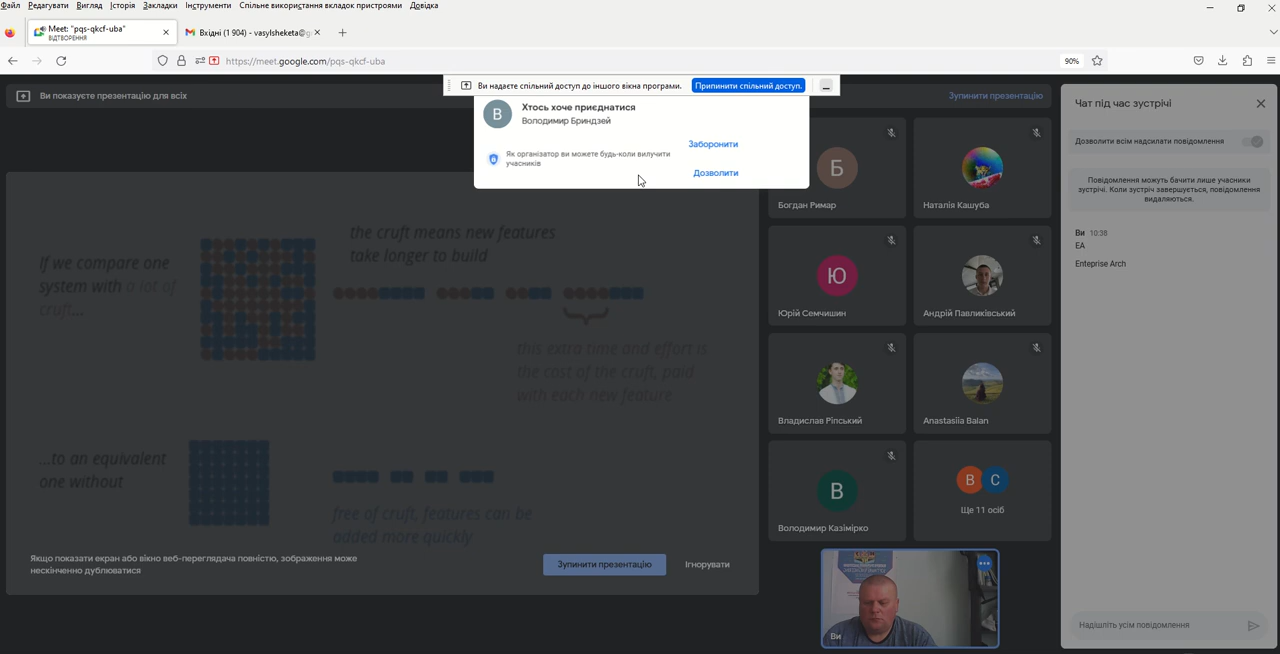 Файл Редагувати Вигляд Історія Закладки Інструменти Спільне використання вкладок пристроями Довідка
Meet: "pqs-qkcf-uba"
ВІДТВОРЕННЯ
Вхідні (1 904) - vasylsheketa@g
https://meet.google.com/pqs-qkcf-uba
90%
Ви надаєте спільний доступ до іншого вікна програми.
Припинити спільний доступ.
Ви показуєте презентацію для всіх
Зупинити презентацію
В
Хтось хоче приєднатися
Володимир Бриндзей
Як організатор ви можете будь-коли вилучити
учасників
Заборонити
Дозволити
If we compare one
system with a lot of
cruft...
the cruft means new features
take longer to build
this extra time and effort is
the cost of the cruft, paid
with each new feature
...to an equivalent
one without
free of cruft, features can be
added more quickly
Якщо показати екран або вікно веб-переглядача повністю, зображення може
нескінченно дублюватися
Зупинити презентацію
Ігнорувати
Б
Богдан Римар
Наталія Кашуба
Ю
Юрій Семчишин
Андрій Павликівський
Владислав Ріпський
Anastasiia Balan
В
Володимир Казімірко
В С
Ще 11 осіб
Ви
Чат під час зустрічі
Дозволити всім надсилати повідомлення
Повідомлення можуть бачити лише учасники
зустрічі. Коли зустріч завершується, повідомлення
видаляються.
Ви 10:38
EA
Enteprise Arch
Надішліть усім повідомлення